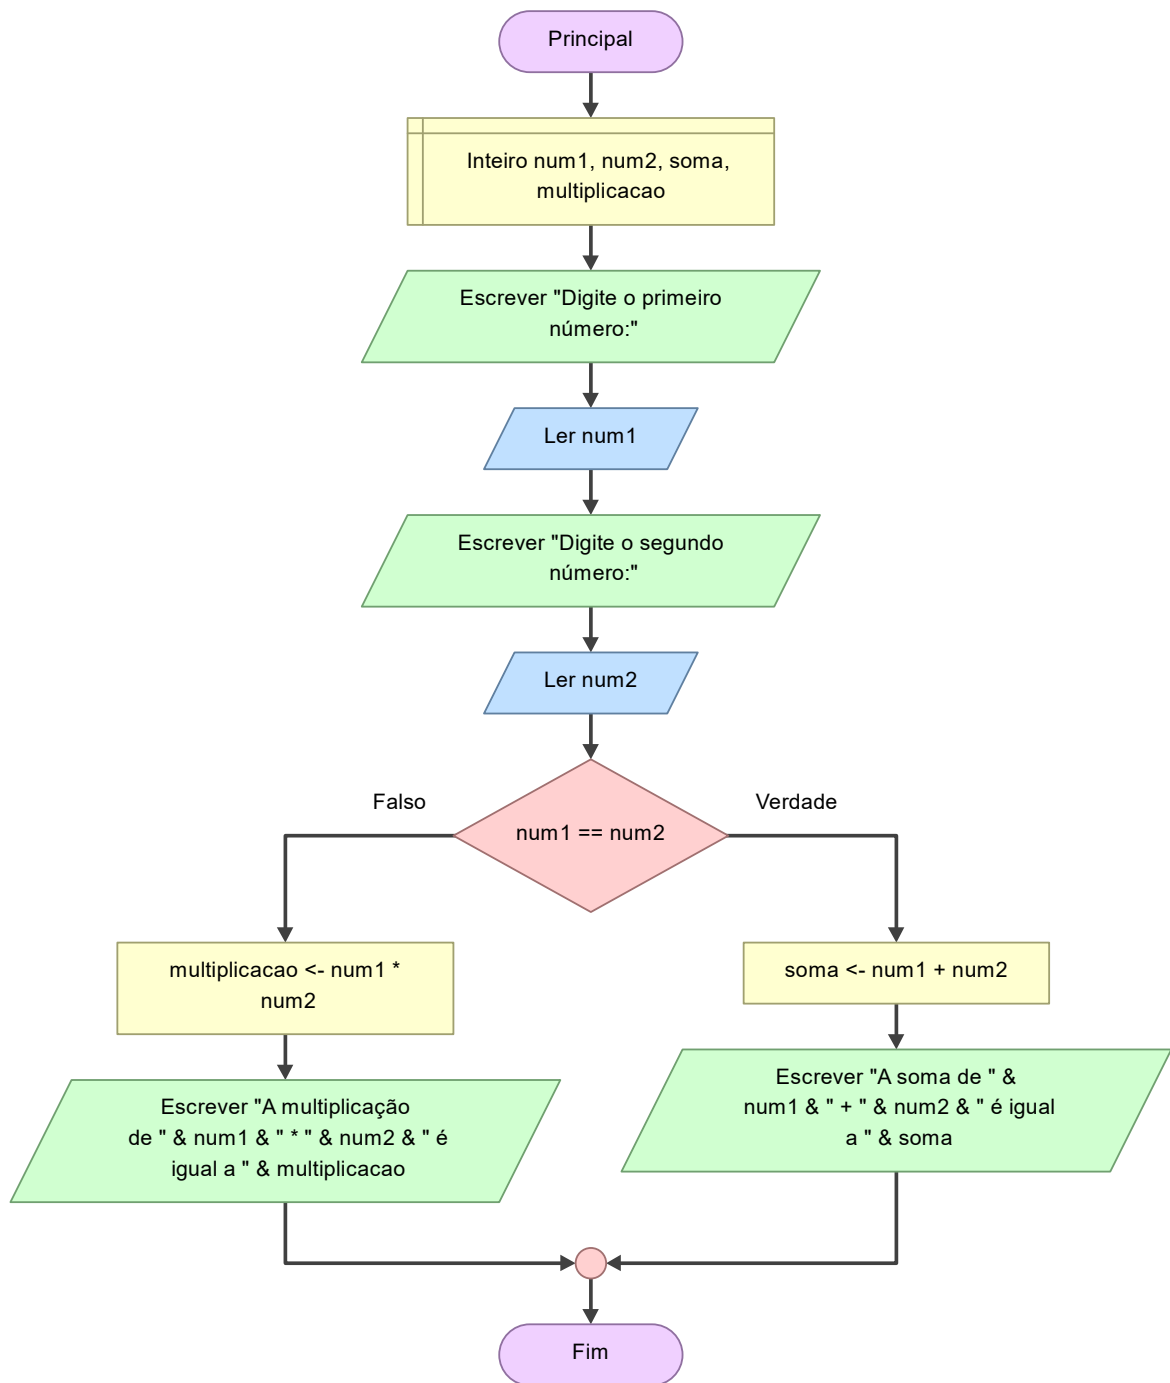 Principal
Inteiro num1, num2, soma,
multiplicacao
Escrever "Digite o primeiro
número:"
Ler num1
Escrever "Digite o segundo
número:"
Ler num2
Falso
Verdade
num1 == num2
multiplicacao <- num1 *
num2
Escrever "A multiplicação
de " & num1 & " * " & num2 & " é
igual a " & multiplicacao
soma <- num1 + num2
Escrever "A soma de " &
num1 & " + " & num2 & " é igual
a " & soma
Fim